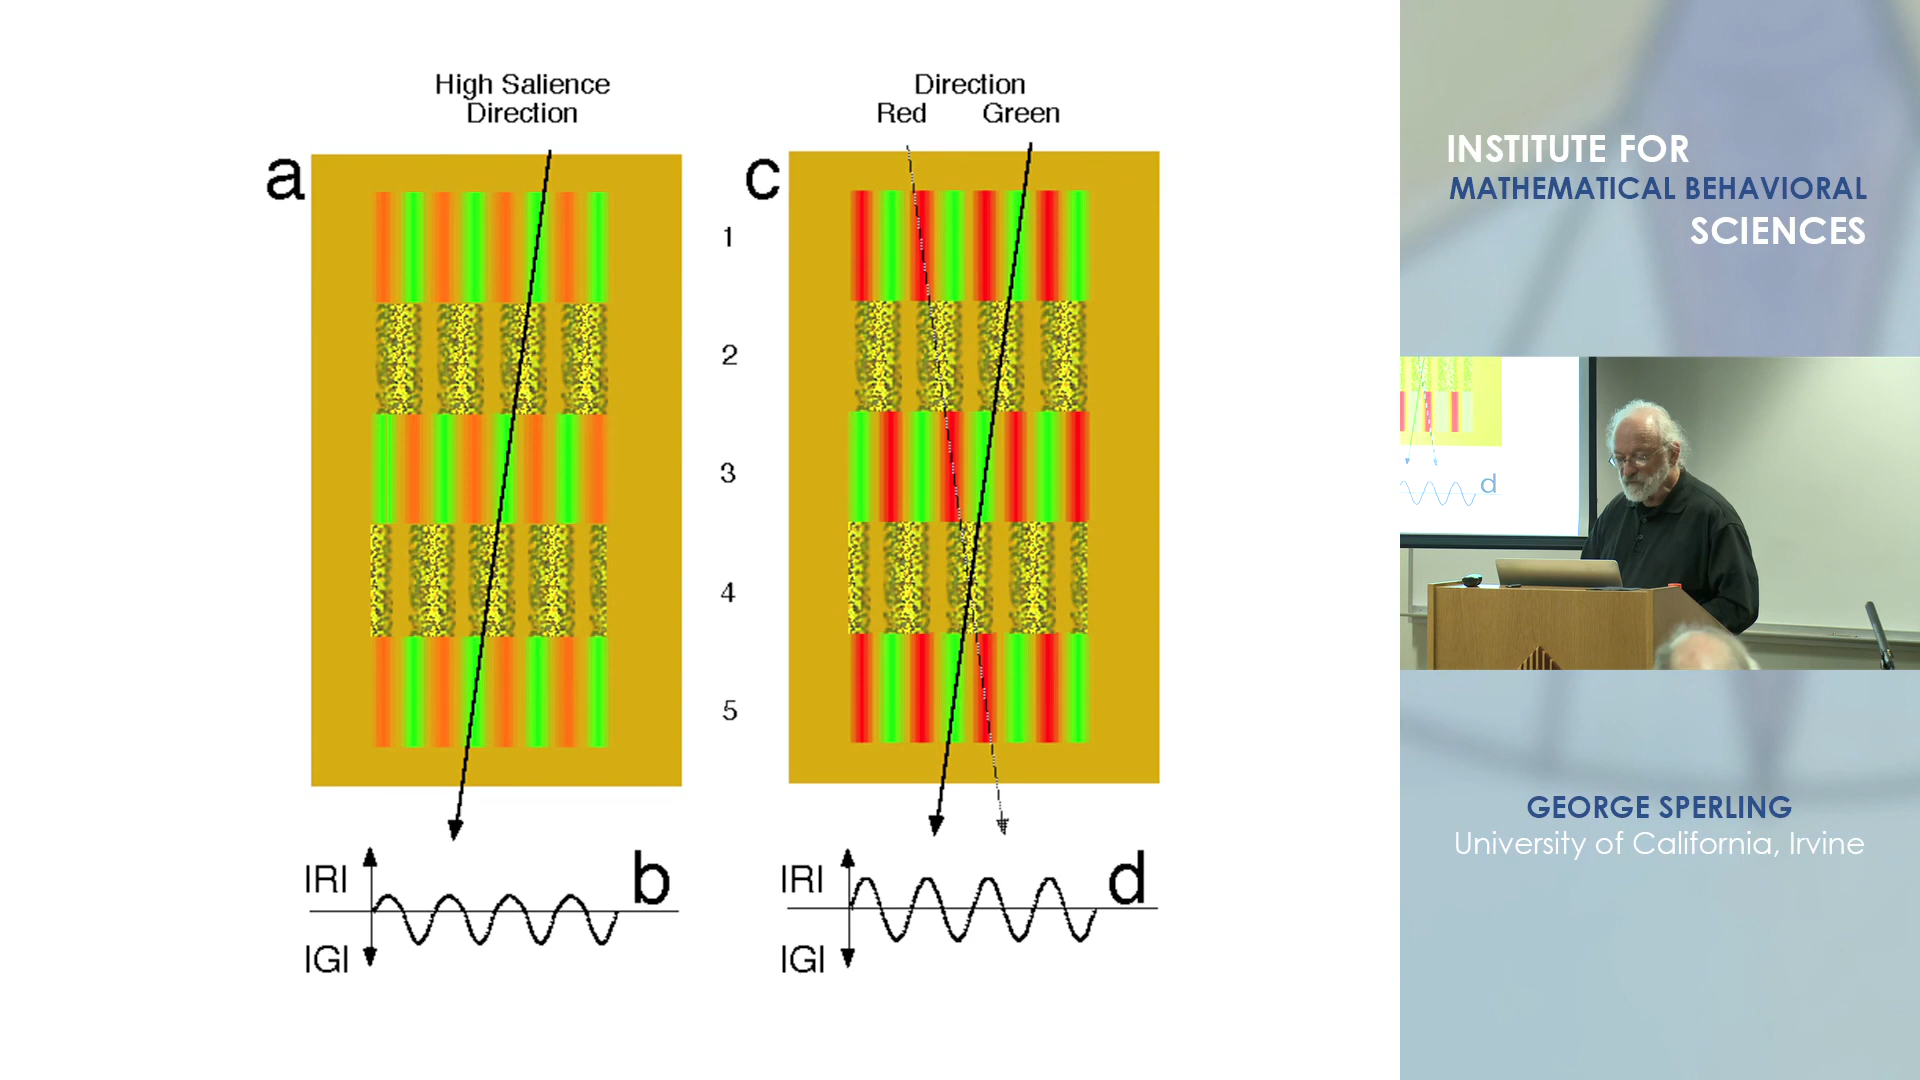 High Salience
Direction
a
b
IRI
IGI
Direction
Red Green
c
1
2
3
4
5
IRI
IGI
d
INSTITUTE FOR
MATHEMATICAL BEHAVIORAL
SCIENCES
d
GEORGE SPERLING
University of California, Irvine